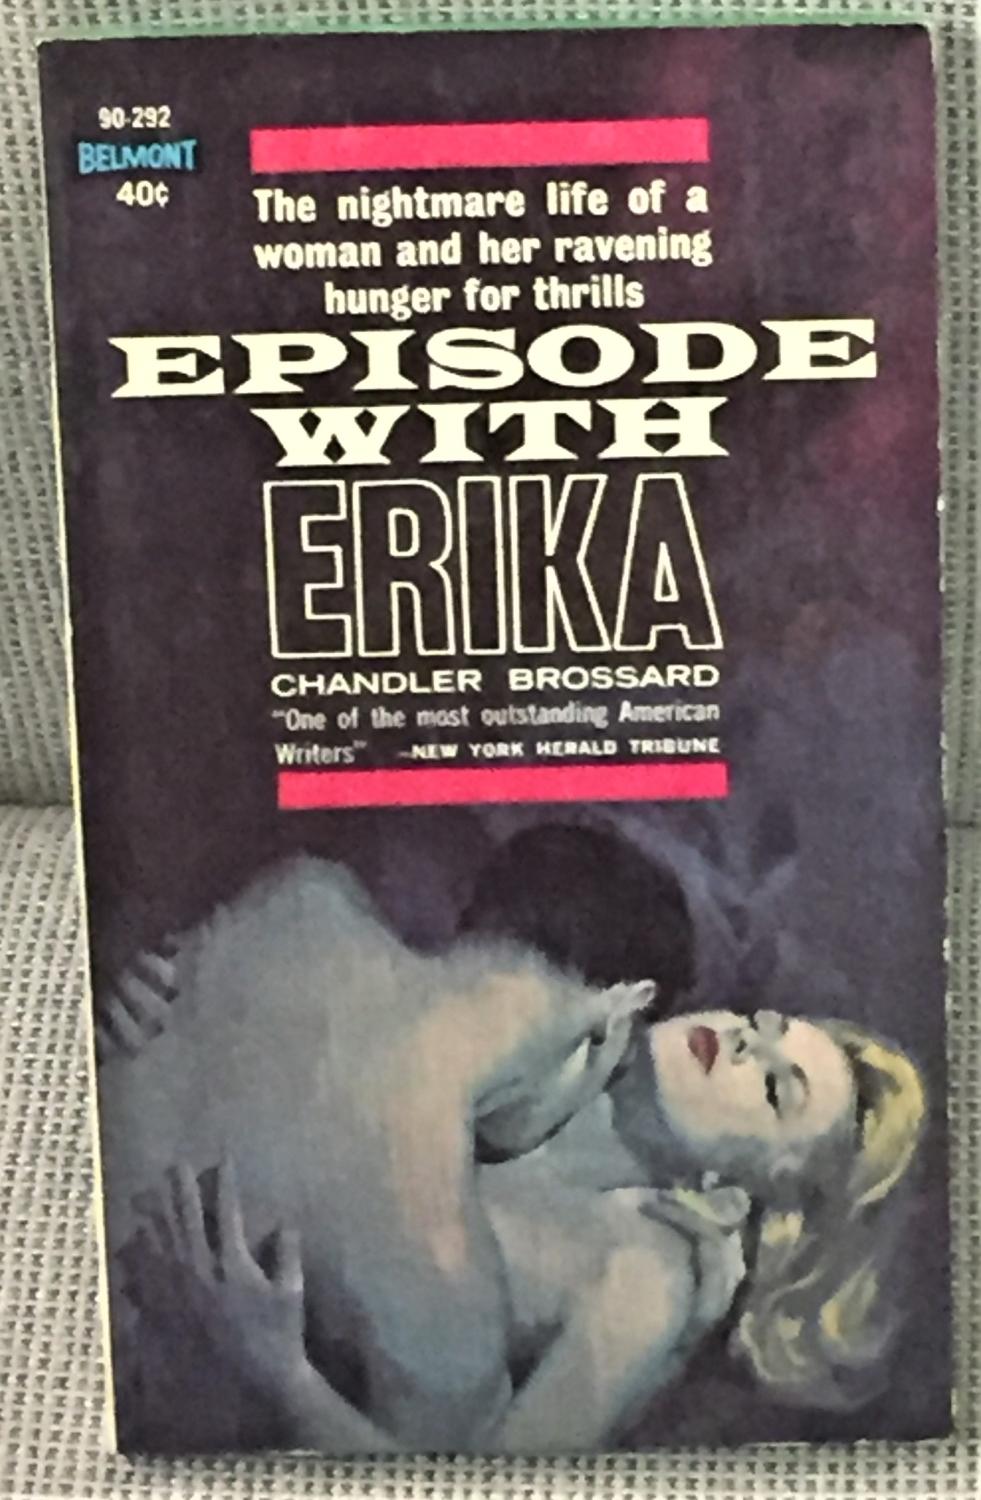 90-292
BELMONT
40¢
The nightmare life of a
woman and her ravening
hunger for thrills
EPISODE
WITH
ERIKA
CHANDLER BROSSARD
"One of the most outstanding American
Writers" -NEW YORK HERALD TRIBUNE